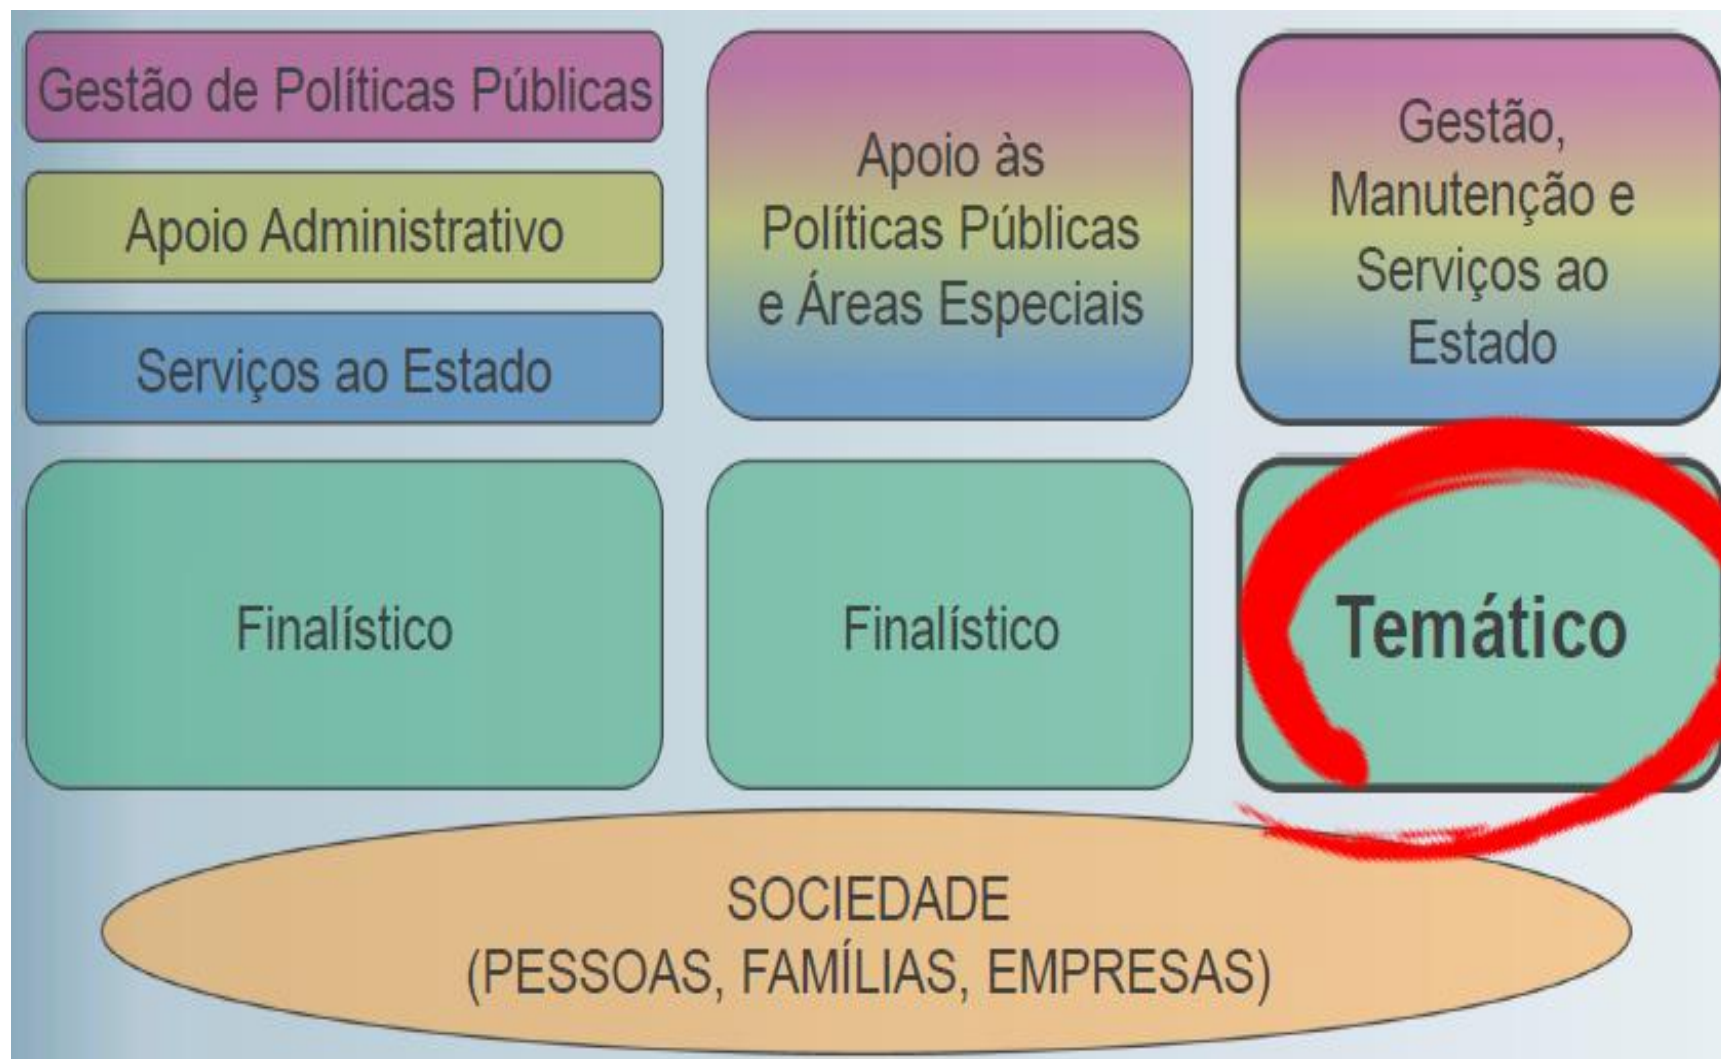 Gestão de Políticas Públicas
Apoio Administrativo
Serviços ao Estado
Finalístico
Apoio às
Políticas Públicas
e Áreas Especiais
Finalístico
Gestão,
Manutenção e
Serviços ao
Estado
Temático
SOCIEDADE
(PESSOAS, FAMÍLIAS, EMPRESAS)